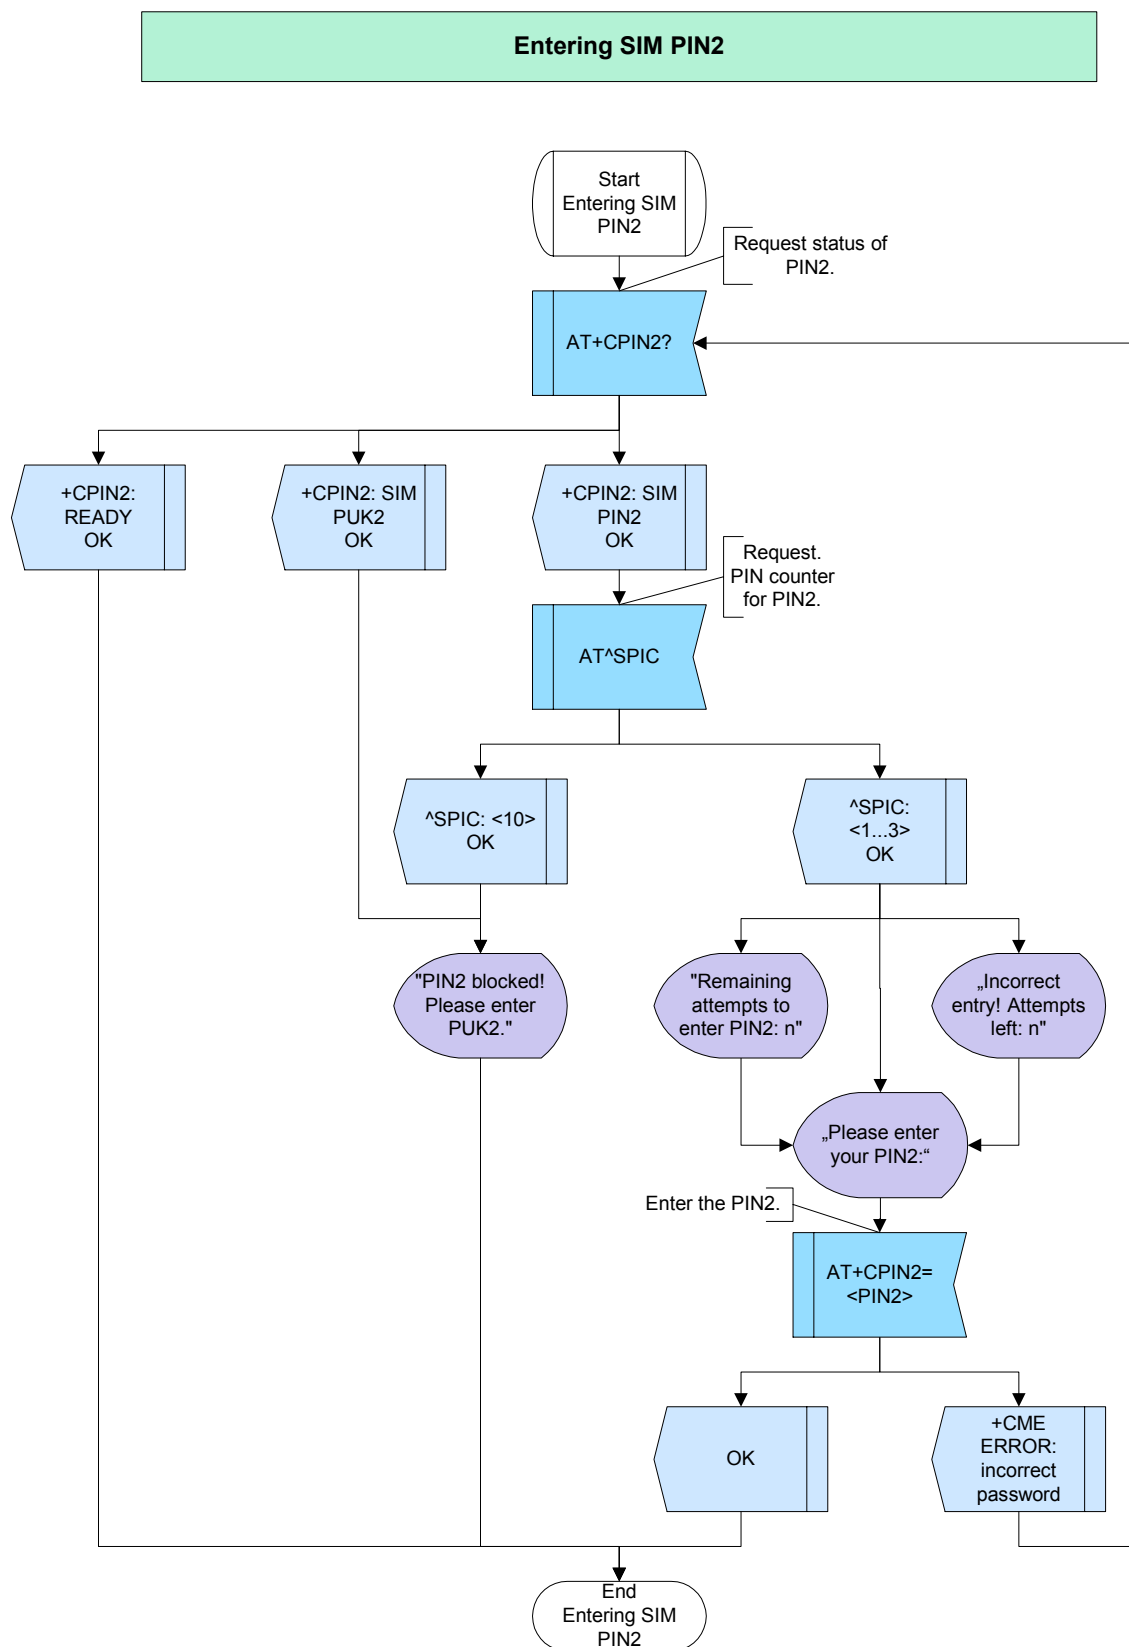 Entering SIM PIN2
Start
Entering SIM
PIN2
Request status of
PIN2.
AT+CPIN2?
+CPIN2:
READY
OK
+CPIN2: SIM
PUK2
OK
+CPIN2: SIM
PIN2
OK
Request.
PIN counter
for PIN2.
AT^SPIC
^SPIC: <10>
OK
^SPIC:
<1...3>
OK
"PIN2 blocked!
Please enter
PUK2."
"Remaining
attempts to
enter PIN2: n"
„Incorrect
entry! Attempts
left: n"
„Please enter
your PIN2:“
Enter the PIN2.
AT+CPIN2=
<PIN2>
OK
+CME
ERROR:
incorrect
password
End
Entering SIM
PIN2